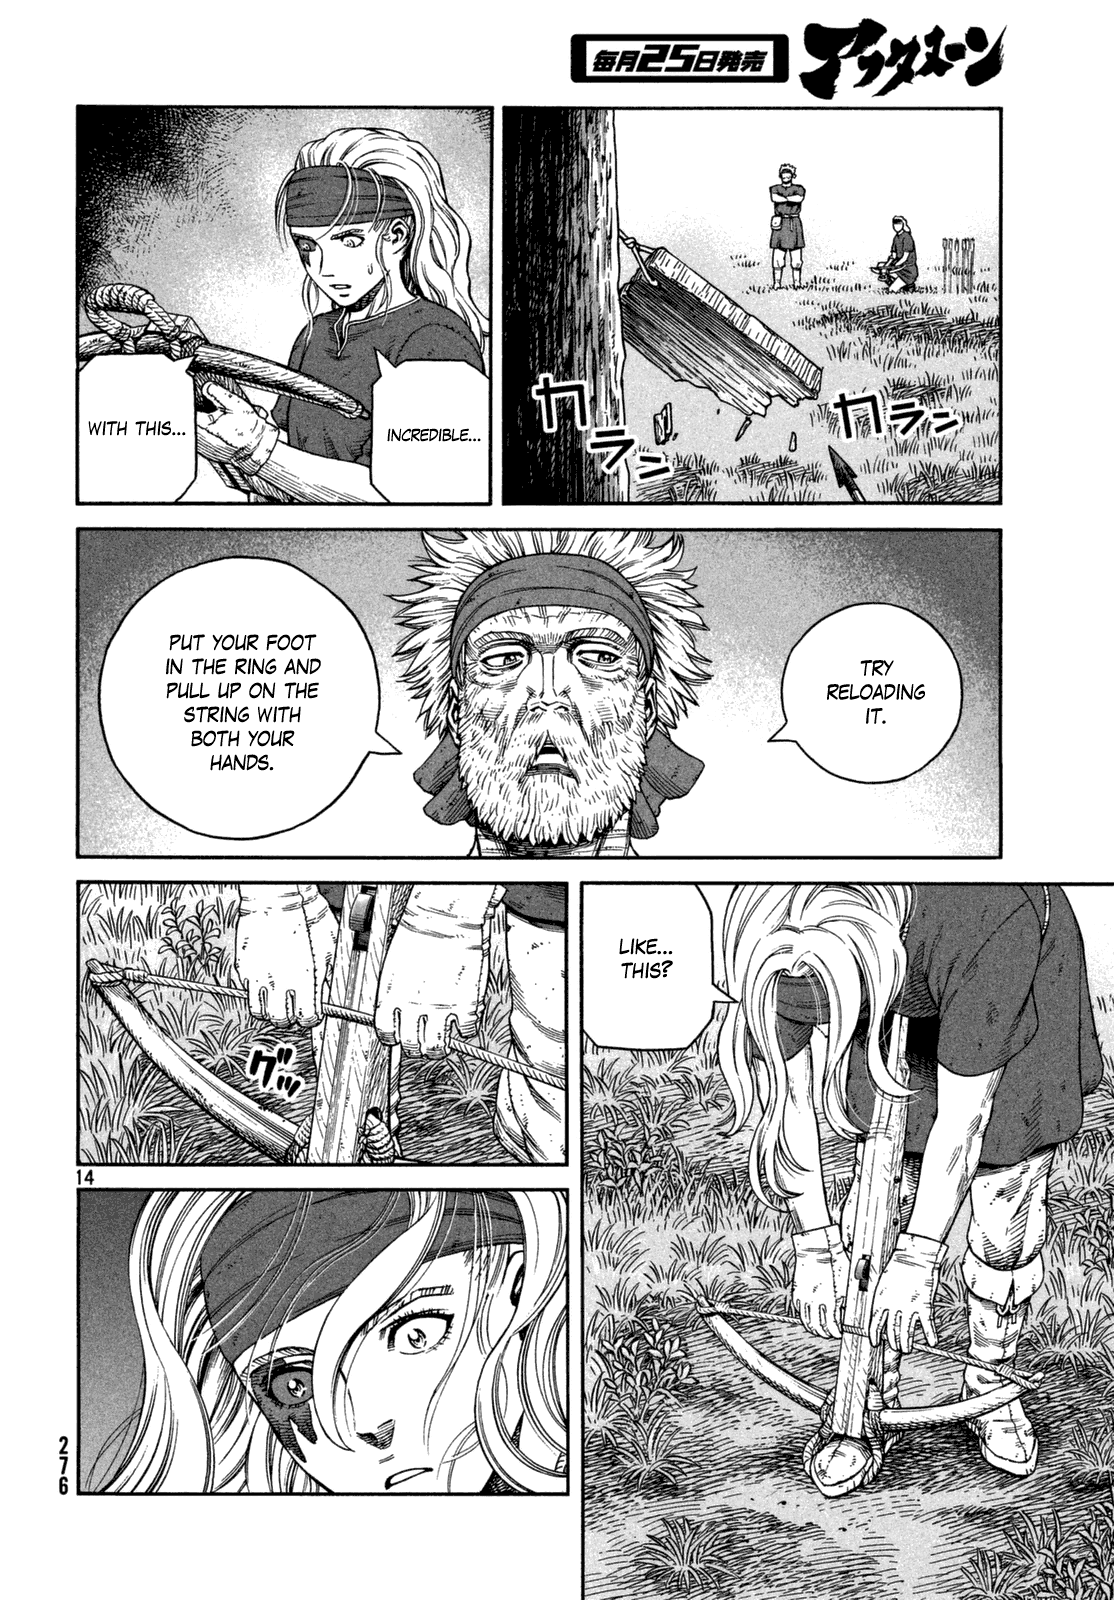 毎月25日発売
アフタヌーン
カラン
カラン
INCREDIBLE...
WITH THIS...
TRY
RELOADING
IT.
PUT YOUR FOOT
IN THE RING AND
PULL UP ON THE
STRING WITH
BOTH YOUR
HANDS.
LIKE...
THIS?
グッ
14
276